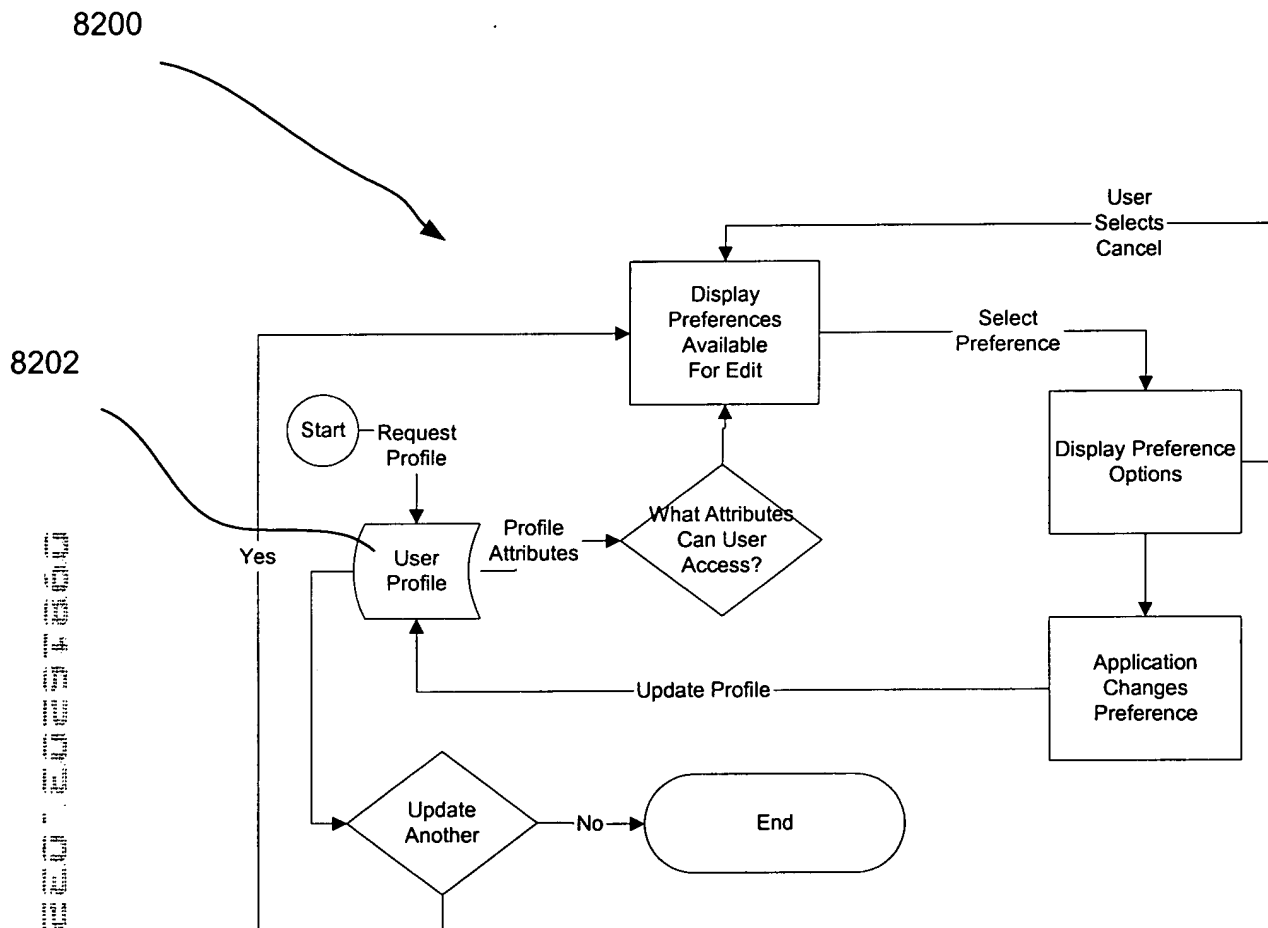 8200
User
Selects
Cancel
Display
Preferences
Available
For Edit
Select
Preference
8202
Start
Request
Profile
Display Preference
Options
What Attributes
Can User
Access?
Profile
Attributes
User
Profile
Yes
Application
Changes
Preference
Update Profile
Update
Another
No
End